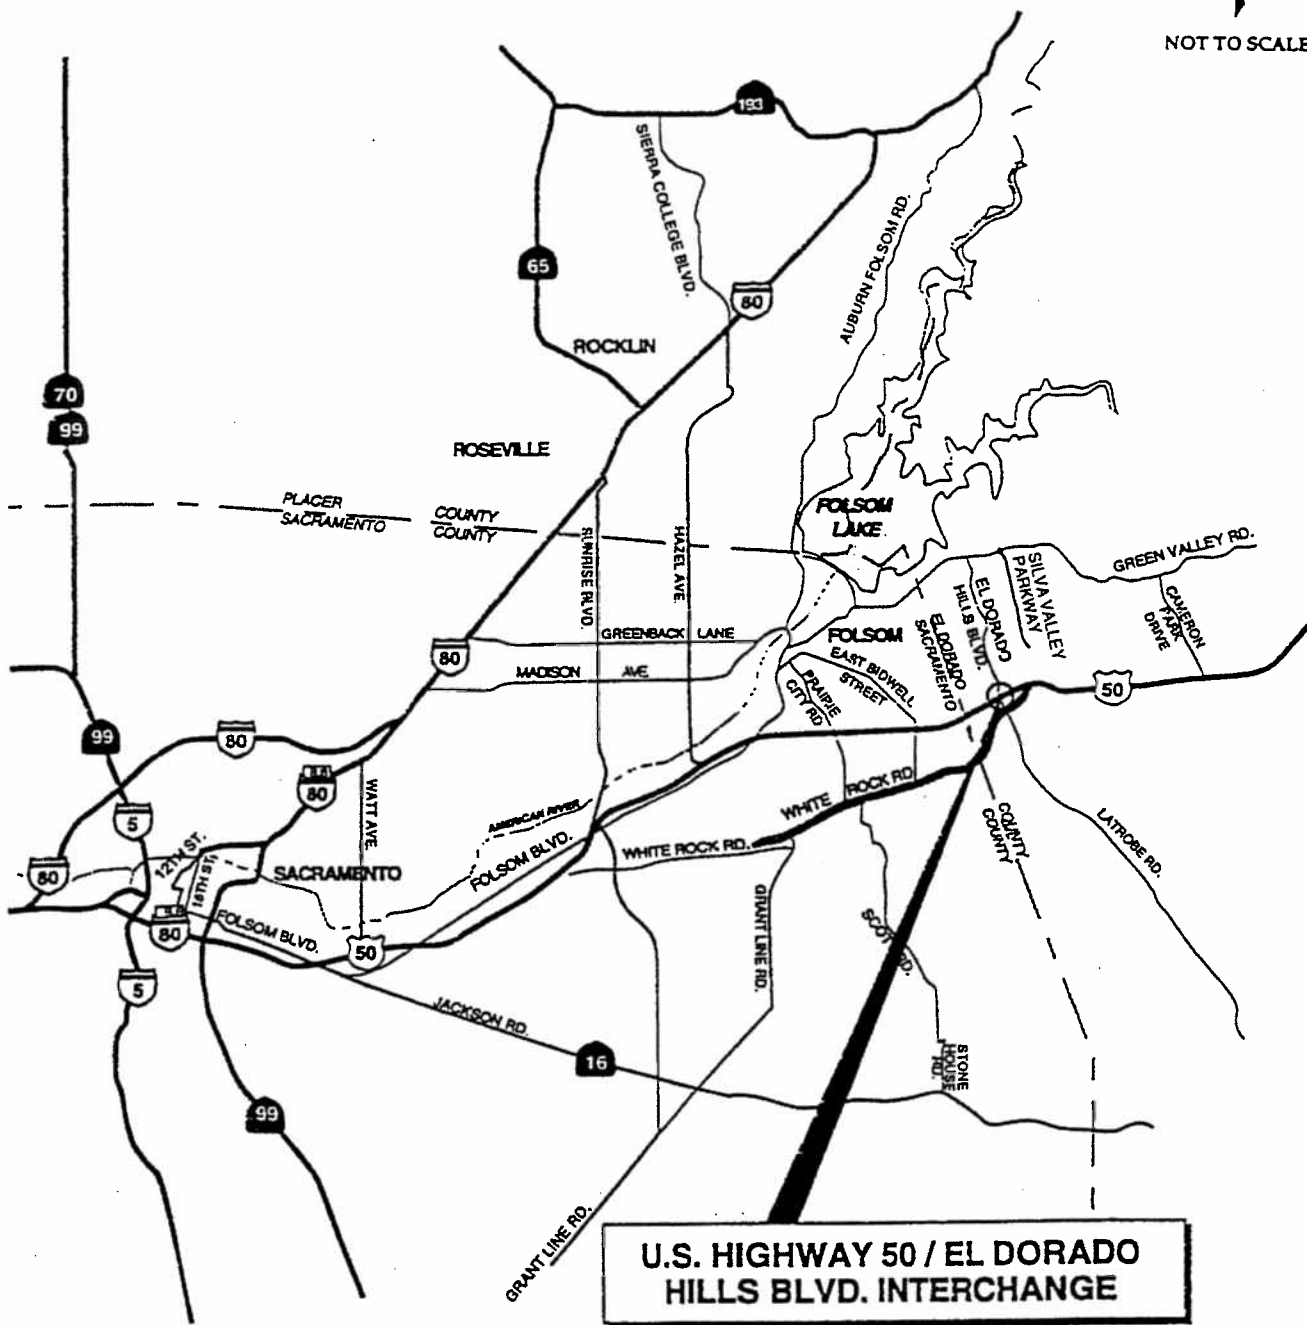 NOT TO SCALE
193
SIERRA COLLEGE BLVD.
AUBURN FOLSOM RD.
65
80
ROCKLIN
70
99
ROSEVILLE
PLACER
SACRAMENTO
COUNTY
COUNTY
SUNRISE BLVD.
HAZEL AVE.
FOLSOM
LAKE
GREEN VALLEY RD.
SILVA VALLEY
PARKWAY
EL DORADO
HILLS BLVD.
CAMERON
PARK
DRIVE
GREENBACK LANE
FOLSOM
EL DORADO
SACRAMENTO
80
MADISON AVE
EAST BIDWELL
STREET
PRAIRIE
CITY RD
50
99
80
80
WATT AVE.
AMERICAN RIVER
WHITE ROCK RD
5
12TH ST.
16TH ST.
FOLSOM BLVD.
WHITE ROCK RD.
COUNTY
COUNTY
LATROBE RD.
80
SACRAMENTO
GRANT LINE RD.
SCOTT RD.
80
FOLSOM BLVD.
50
5
JACKSON RD.
16
STONE
HOUSE
RD.
99
GRANT LINE RD.
U.S. HIGHWAY 50 / EL DORADO
HILLS BLVD. INTERCHANGE